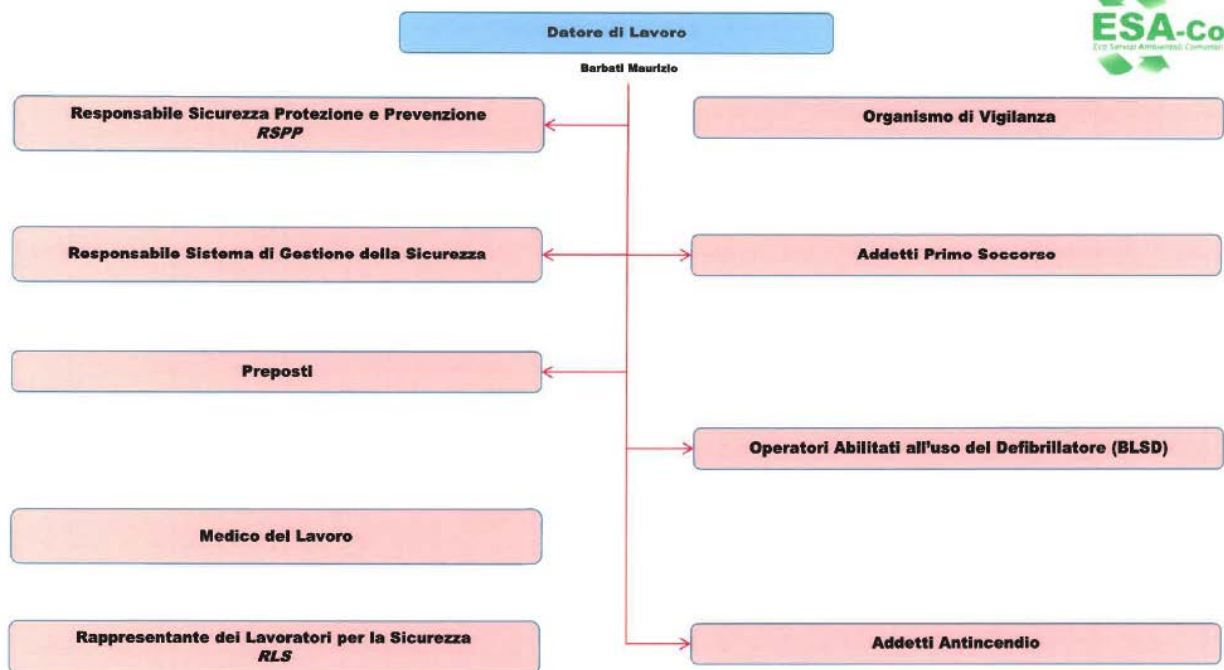 Datore di Lavoro
ESA-Co
Barbati Maurizio
Responsabile Sicurezza Protezione e Prevenzione
RSPP
Organismo di Vigilanza
Responsabile Sistema di Gestione della Sicurezza
Addetti Primo Soccorso
Preposti
Operatori Abilitati all'uso del Defibrillatore (BLSD)
Medico del Lavoro
Rappresentante dei Lavoratori per la Sicurezza
RLS
Addetti Antincendio